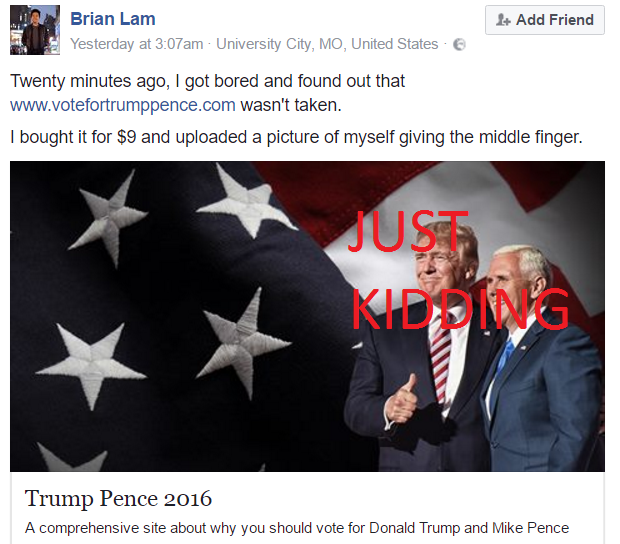 Brian Lam
Add Friend
Yesterday at 3:07am · University City, MO, United States ·
Twenty minutes ago, I got bored and found out that
www.votefortrumppence.com wasn't taken.
I bought it for $9 and uploaded a picture of myself giving the middle finger.
JUST
KIDDING
Trump Pence 2016
A comprehensive site about why you should vote for Donald Trump and Mike Pence